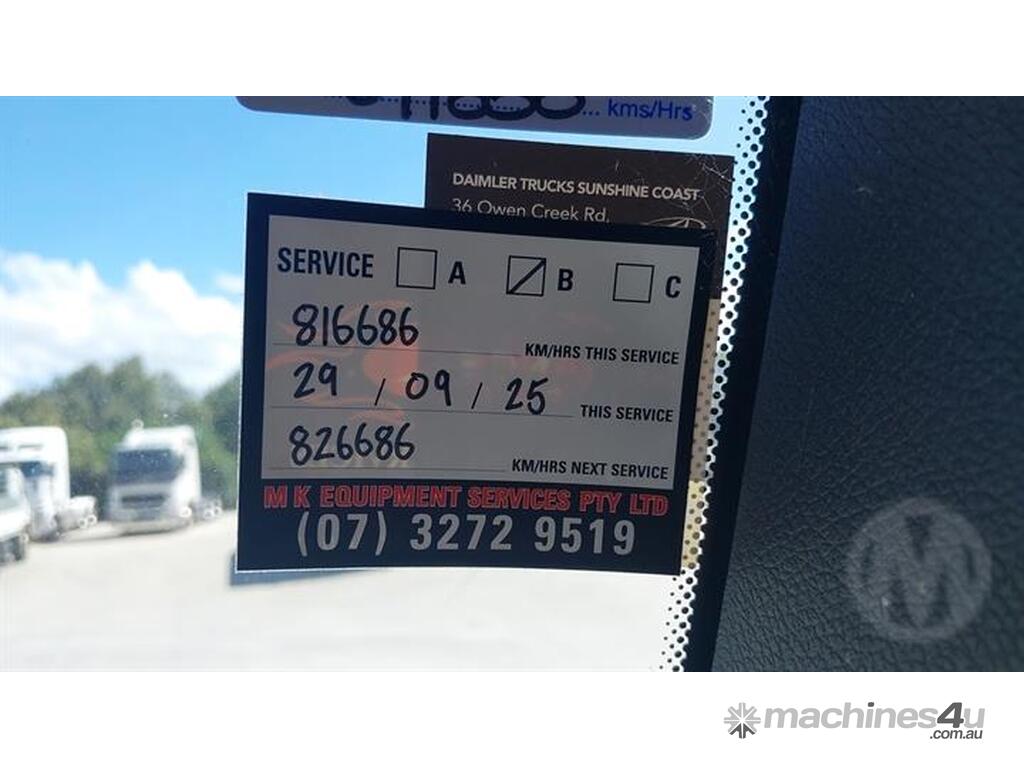 kms/Hrs
DAIMLER TRUCKS SUNSHINE COAST
36 Owen Creek Rd,
SERVICE A B C
816686
KM/HRS THIS SERVICE
29 / 09 / 25 THIS SERVICE
826686
KM/HRS NEXT SERVICE
M K EQUIPMENT SERVICES PTY LTD
(07) 3272 9519
M
machines4u
.com.au